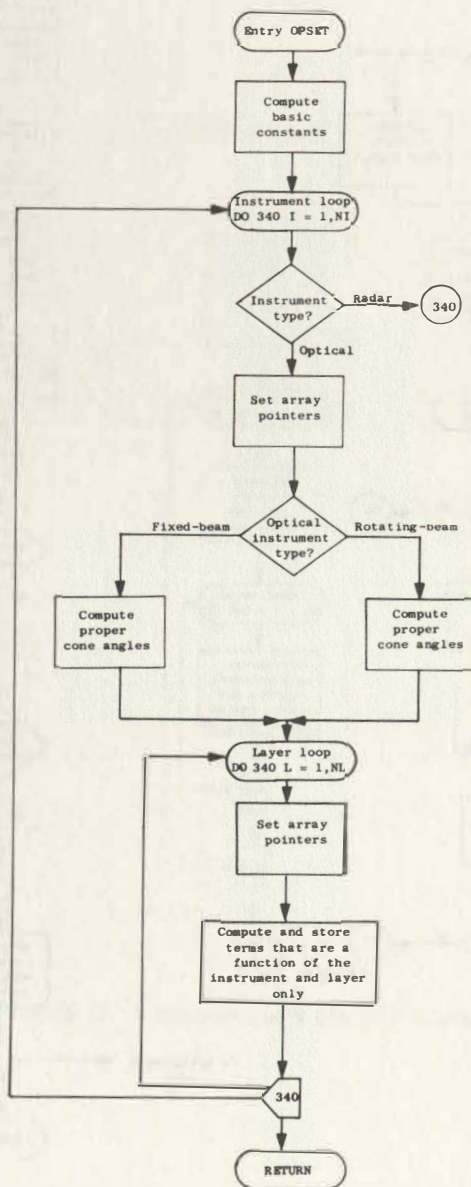 Entry OPSET
Compute
basic
constants
Instrument loop
DO 340 I = 1,NI
Instrument
type?
Radar
340
Optical
Set array
pointers
Fixed-beam
Optical
instrument
type?
Rotating-beam
Compute
proper
cone angles
Compute
proper
cone angles
Layer loop
DO 340 L = 1,NL
Set array
pointers
Compute and store
terms that are a
function of the
instrument and layer
only
340
RETURN